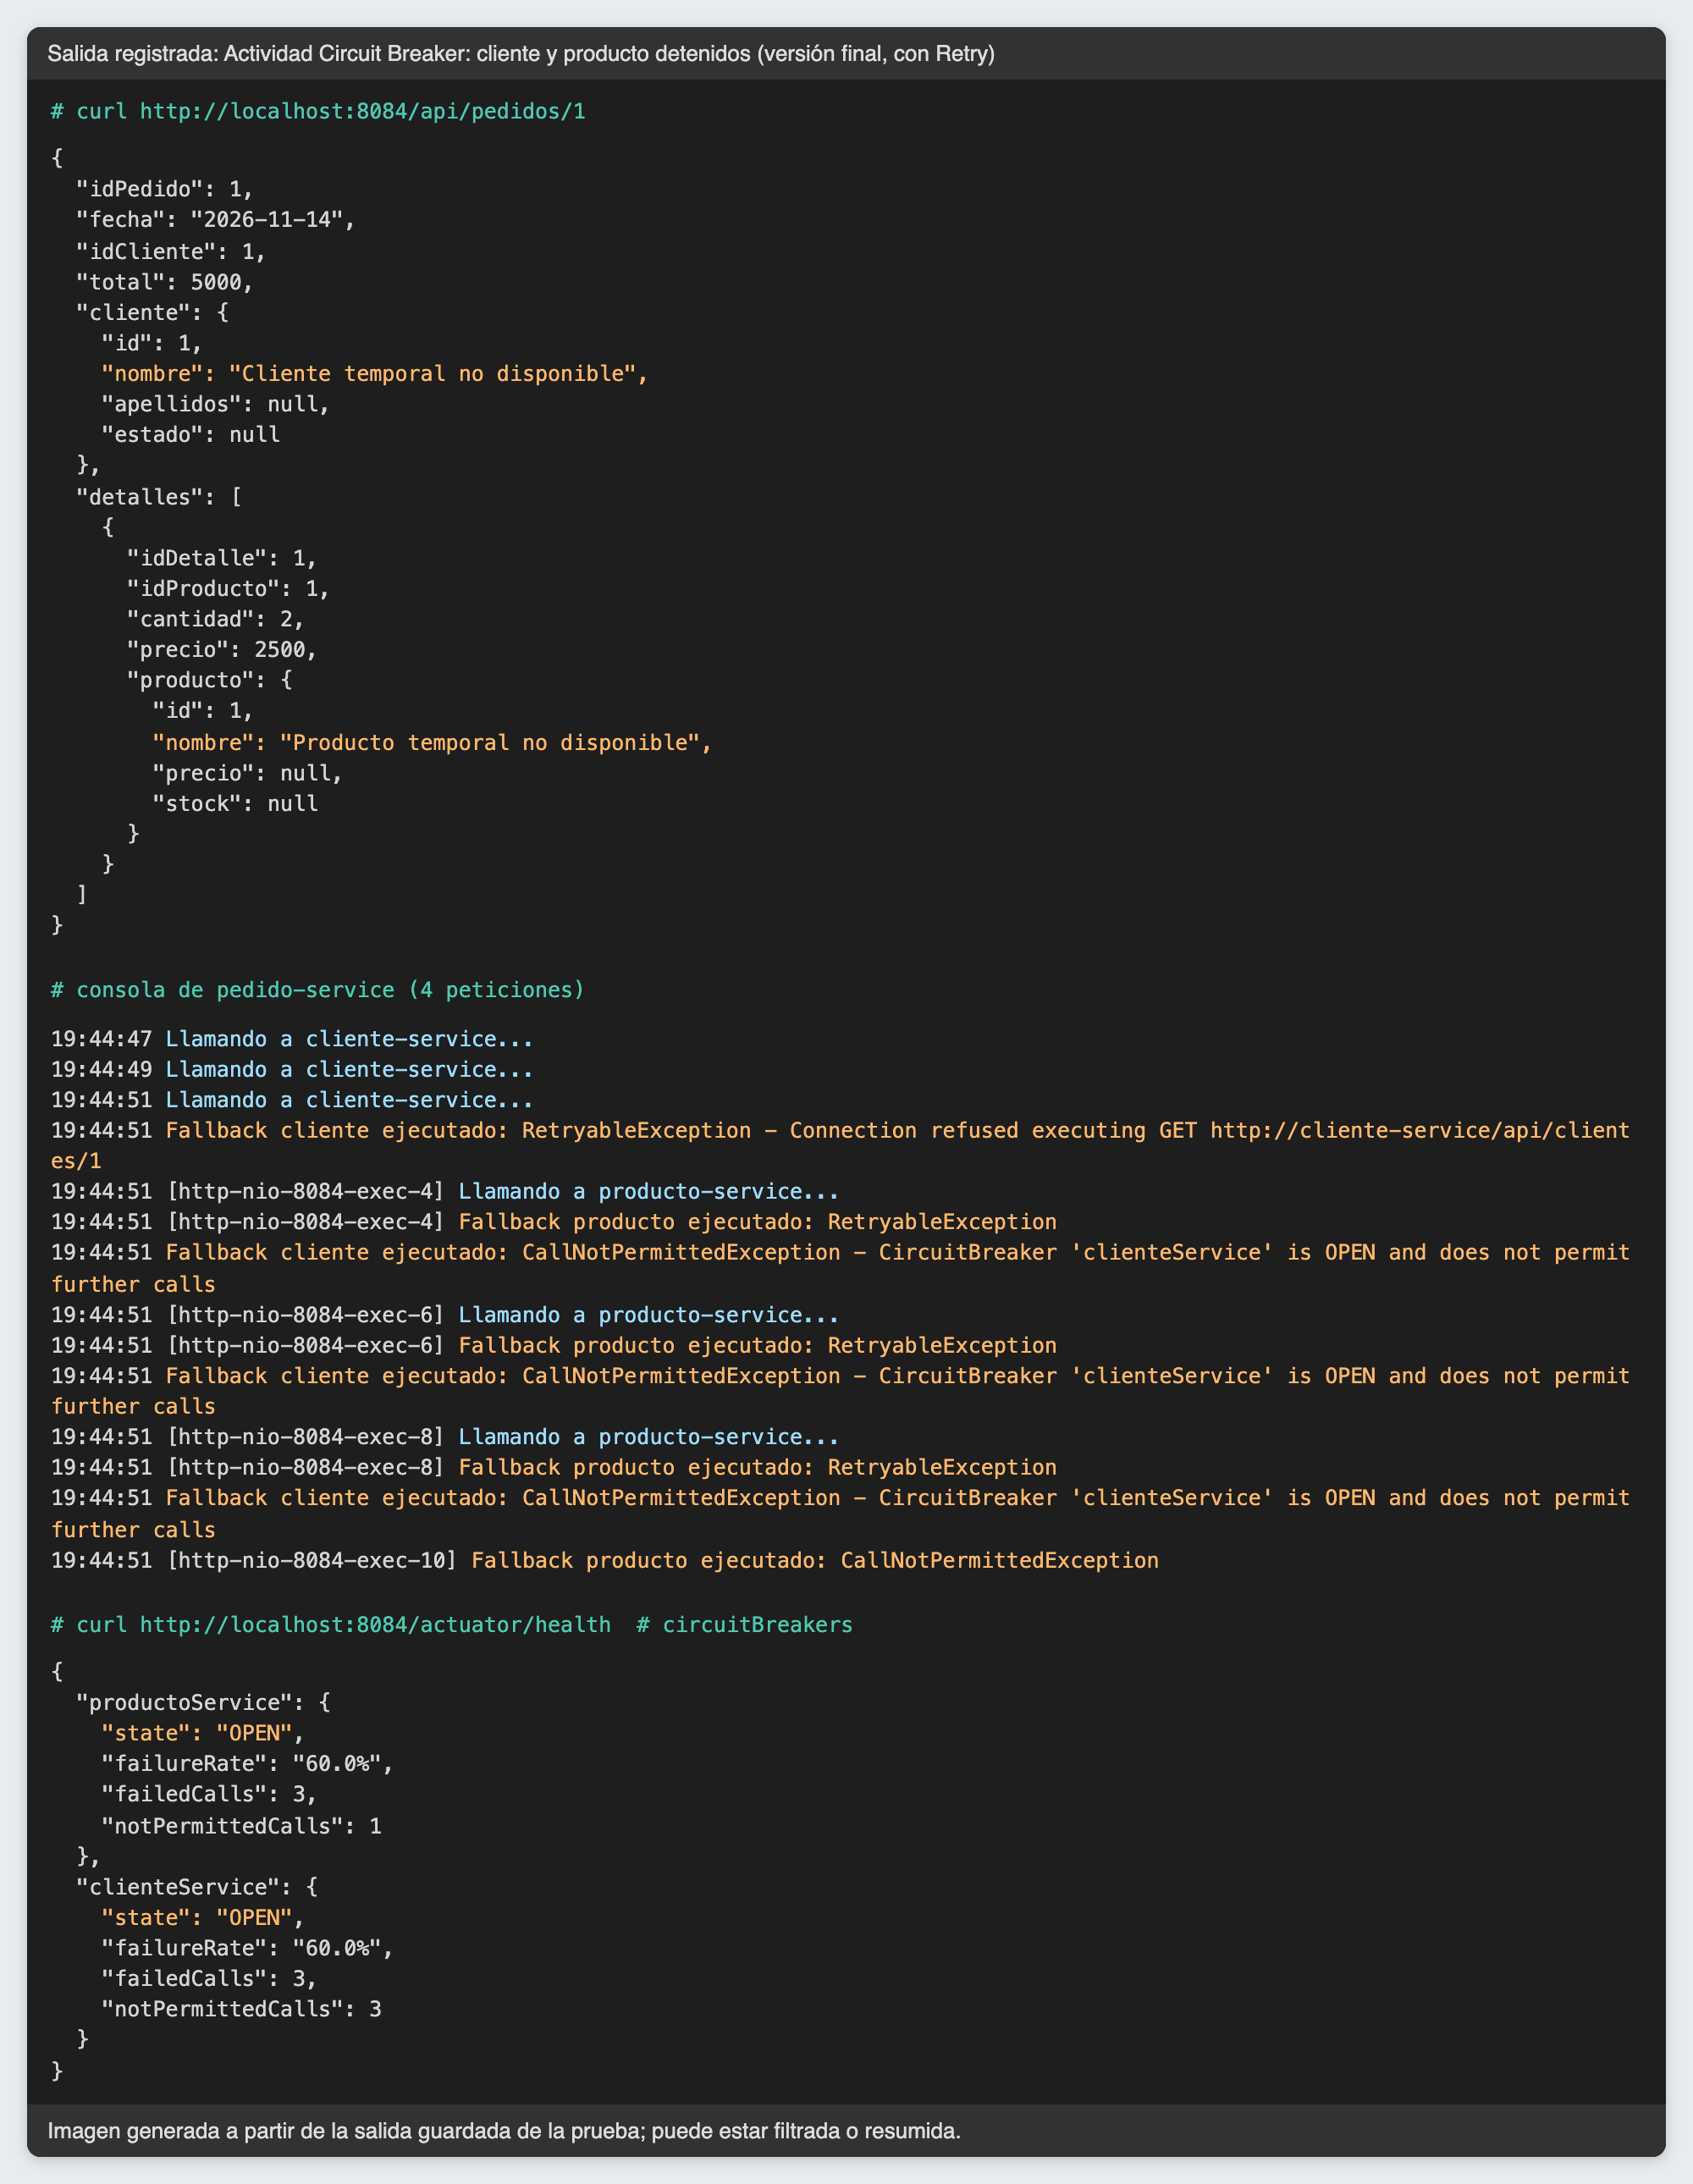 Salida registrada: Actividad Circuit Breaker: cliente y producto detenidos (versión final, con Retry)
# curl http://localhost:8084/api/pedidos/1
{
  "idPedido": 1,
  "fecha": "2026-11-14",
  "idCliente": 1,
  "total": 5000,
  "cliente": {
    "id": 1,
    "nombre": "Cliente temporal no disponible",
    "apellidos": null,
    "estado": null
  },
  "detalles": [
    {
      "idDetalle": 1,
      "idProducto": 1,
      "cantidad": 2,
      "precio": 2500,
      "producto": {
        "id": 1,
        "nombre": "Producto temporal no disponible",
        "precio": null,
        "stock": null
      }
    }
  ]
}
# consola de pedido-service (4 peticiones)
19:44:47 Llamando a cliente-service...
19:44:49 Llamando a cliente-service...
19:44:51 Llamando a cliente-service...
19:44:51 Fallback cliente ejecutado: RetryableException - Connection refused executing GET http://cliente-service/api/client
es/1
19:44:51 [http-nio-8084-exec-4] Llamando a producto-service...
19:44:51 [http-nio-8084-exec-4] Fallback producto ejecutado: RetryableException
19:44:51 Fallback cliente ejecutado: CallNotPermittedException - CircuitBreaker 'clienteService' is OPEN and does not permit
further calls
19:44:51 [http-nio-8084-exec-6] Llamando a producto-service...
19:44:51 [http-nio-8084-exec-6] Fallback producto ejecutado: RetryableException
19:44:51 Fallback cliente ejecutado: CallNotPermittedException - CircuitBreaker 'clienteService' is OPEN and does not permit
further calls
19:44:51 [http-nio-8084-exec-8] Llamando a producto-service...
19:44:51 [http-nio-8084-exec-8] Fallback producto ejecutado: RetryableException
19:44:51 Fallback cliente ejecutado: CallNotPermittedException - CircuitBreaker 'clienteService' is OPEN and does not permit
further calls
19:44:51 [http-nio-8084-exec-10] Fallback producto ejecutado: CallNotPermittedException
# curl http://localhost:8084/actuator/health  # circuitBreakers
{
  "productoService": {
    "state": "OPEN",
    "failureRate": "60.0%",
    "failedCalls": 3,
    "notPermittedCalls": 1
  },
  "clienteService": {
    "state": "OPEN",
    "failureRate": "60.0%",
    "failedCalls": 3,
    "notPermittedCalls": 3
  }
}
Imagen generada a partir de la salida guardada de la prueba; puede estar filtrada o resumida.